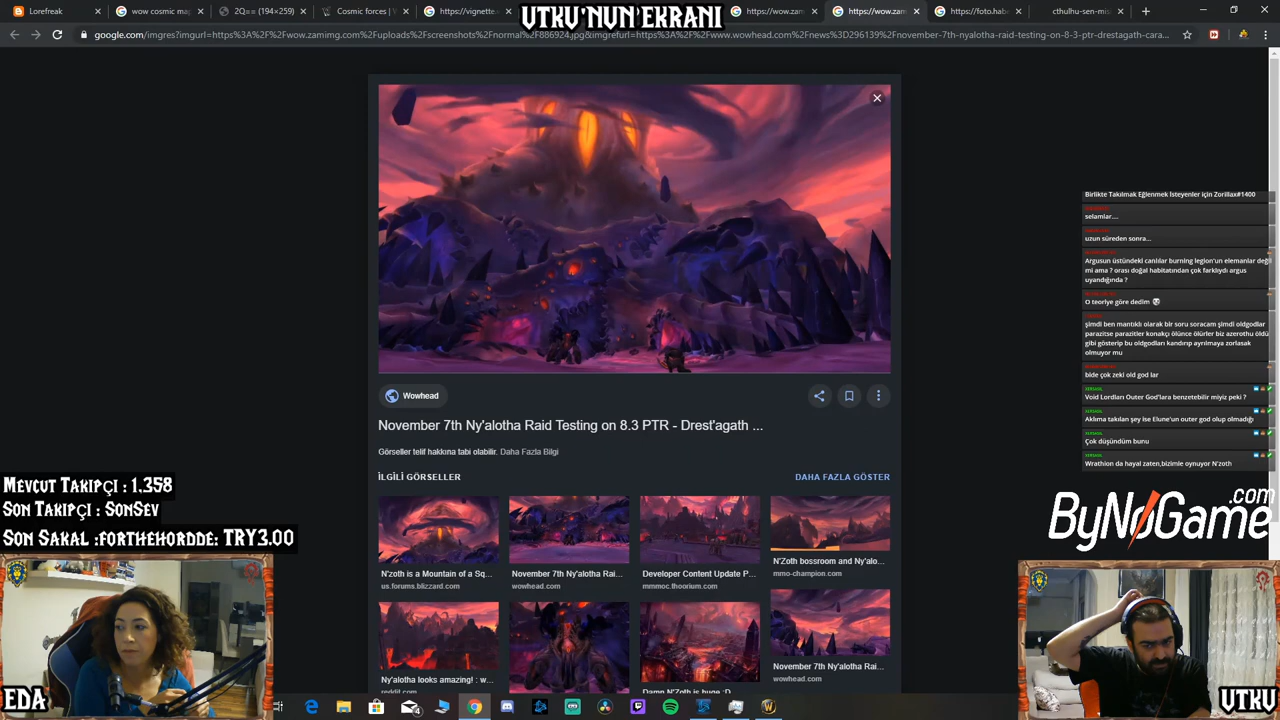 Lorefreak
wow cosmic mag
2Q== (194×259)
Cosmic forces | W
https://vignette.
UTKU'NUN EKRANI
https://wow.zam
https://wow.zam
https://foto.habe
cthulhu-sen-mis
google.com/imgres?imgurl=https%3A%2F%2Fwow.zamimg.com%2Fuploads%2Fscreenshots%2Fnormal%2F886924.jpg&imgrefurl=https%3A%2F%2Fwww.wowhead.com%2Fnews%3D296139%2Fnovember-7th-nyalotha-raid-testing-on-8-3-ptr-drestagath-cara...
Wowhead
November 7th Ny'alotha Raid Testing on 8.3 PTR - Drest'agath ...
Görseller telif hakkına tabi olabilir. Daha Fazla Bilgi
İLGİLİ GÖRSELLER
DAHA FAZLA GÖSTER
N'Zoth is a Mountain of a Sq...
us.forums.blizzard.com
November 7th Ny'alotha Rai...
wowhead.com
Developer Content Update P...
mmmoc.thoorium.com
N'Zoth bossroom and Ny'alo...
mmo-champion.com
Ny'alotha looks amazing! : w...
reddit.com
Damn N'Zoth is huge :D
November 7th Ny'alotha Rai...
wowhead.com
Birlikte Takılmak Eğlenmek İsteyenler için Zorillax#1400
selamlar....
uzun süreden sonra...
Argusun üstündeki canlılar burning legion'un elemanlar değil
mi ama ? orası doğal habitatından çok farklıydı argus
uyandığında ?
O teoriye göre dedim
şimdi ben mantıklı olarak bir soru soracam şimdi oldgodlar
parazitse parazitler konakçı ölünce ölürler biz azerothu öldü
gibi gösterip bu oldgodları kandırıp ayrılmaya zorlasak
olmuyor mu
bide çok zeki old god lar
Void Lordları Outer God'lara benzetebilir miyiz peki ?
Aklıma takılan şey ise Elune'un outer god olup olmadığı
Çok düşündüm bunu
Wrathion da hayal zaten,bizimle oynuyor N'zoth
Mevcut Takipçi : 1.358
Son Takipçi : SonSev
Son Sakal :forthehordde: TRY3.00
ByNoGame.com
EDA
UTKU
4